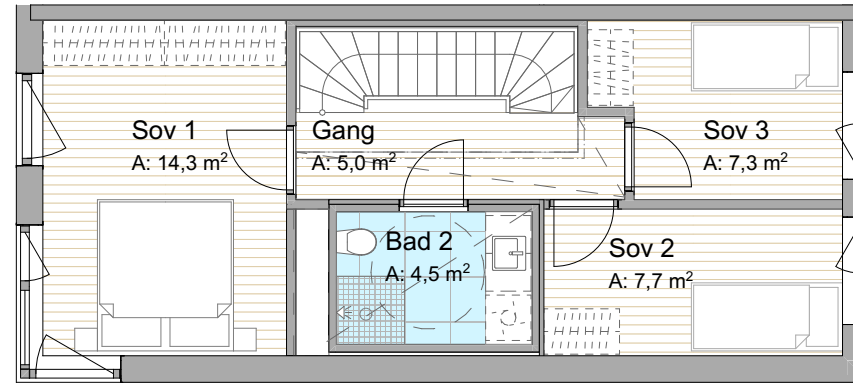 Sov 1
A: 14,3 m²
Gang
A: 5,0 m²
Sov 3
A: 7,3 m²
Bad 2
A: 4,5 m²
Sov 2
A: 7,7 m²